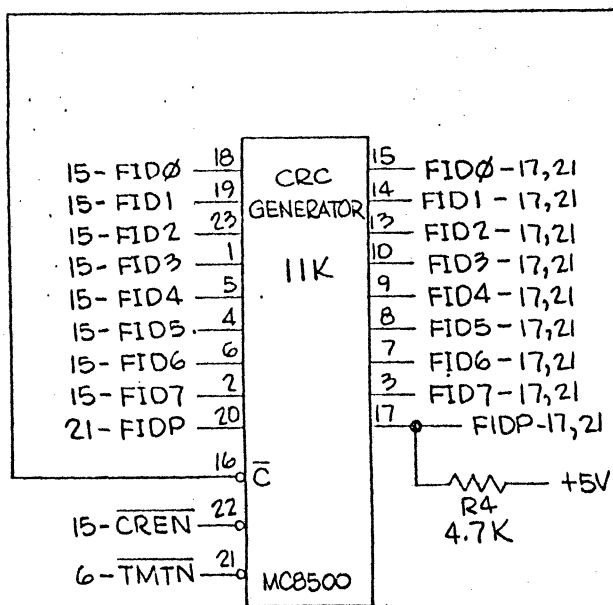 15-FIDØ 18 CRC 15 FIDØ-17,21
15-FID1 19 GENERATOR 14 FID1-17,21
15-FID2 23 13 FID2-17,21
15-FID3 1 11K 10 FID3-17,21
15-FID4 5 9 FID4-17,21
15-FID5 4 8 FID5-17,21
15-FID6 6 7 FID6-17,21
15-FID7 2 3 FID7-17,21
21-FIDP 20 17 FIDP-17,21
16 C̅
R4 +5V
4.7K
15-C̅R̅E̅N̅ 22
6-T̅M̅T̅N̅ 21 MC8500